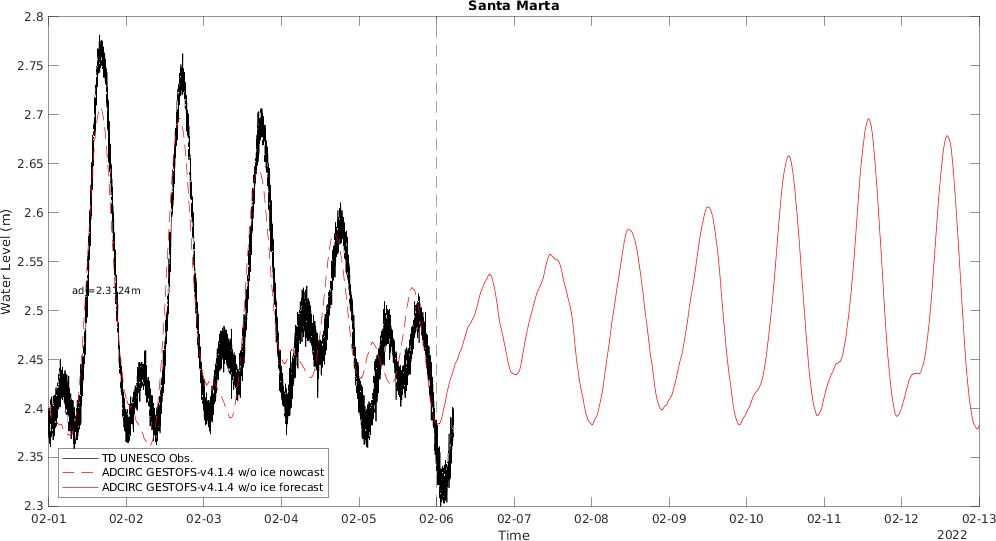 Santa Marta
2.8
2.75
2.7
2.65
2.6
2.55
2.5
2.45
2.4
2.35
2.3
Water Level (m)
adj=2.3124m
TD UNESCO Obs.
ADCIRC GESTOFS-v4.1.4 w/o ice nowcast
ADCIRC GESTOFS-v4.1.4 w/o ice forecast
02-01 02-02 02-03 02-04 02-05 02-06 02-07 02-08 02-09 02-10 02-11 02-12 02-13
Time
2022